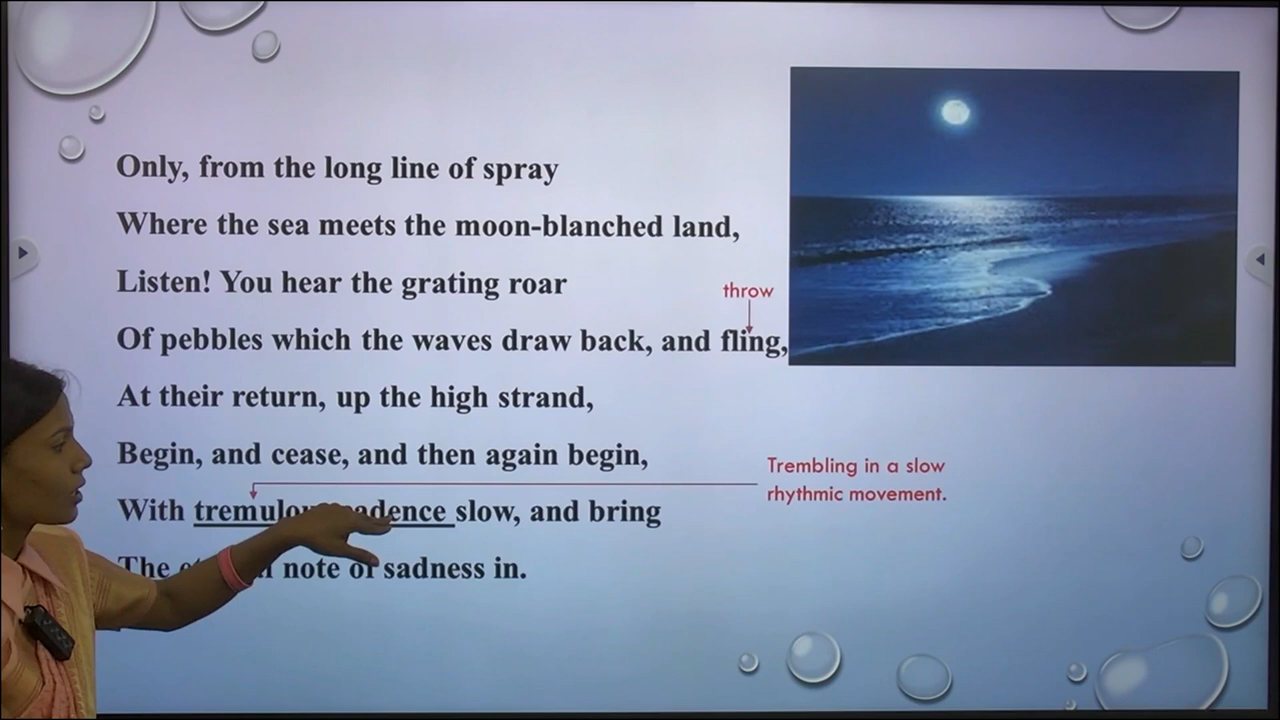 Only, from the long line of spray
Where the sea meets the moon-blanched land,
Listen! You hear the grating roar
throw
Of pebbles which the waves draw back, and fling,
At their return, up the high strand,
Begin, and cease, and then again begin,
Trembling in a slow
rhythmic movement.
With slow, and bring
The note of sadness in.